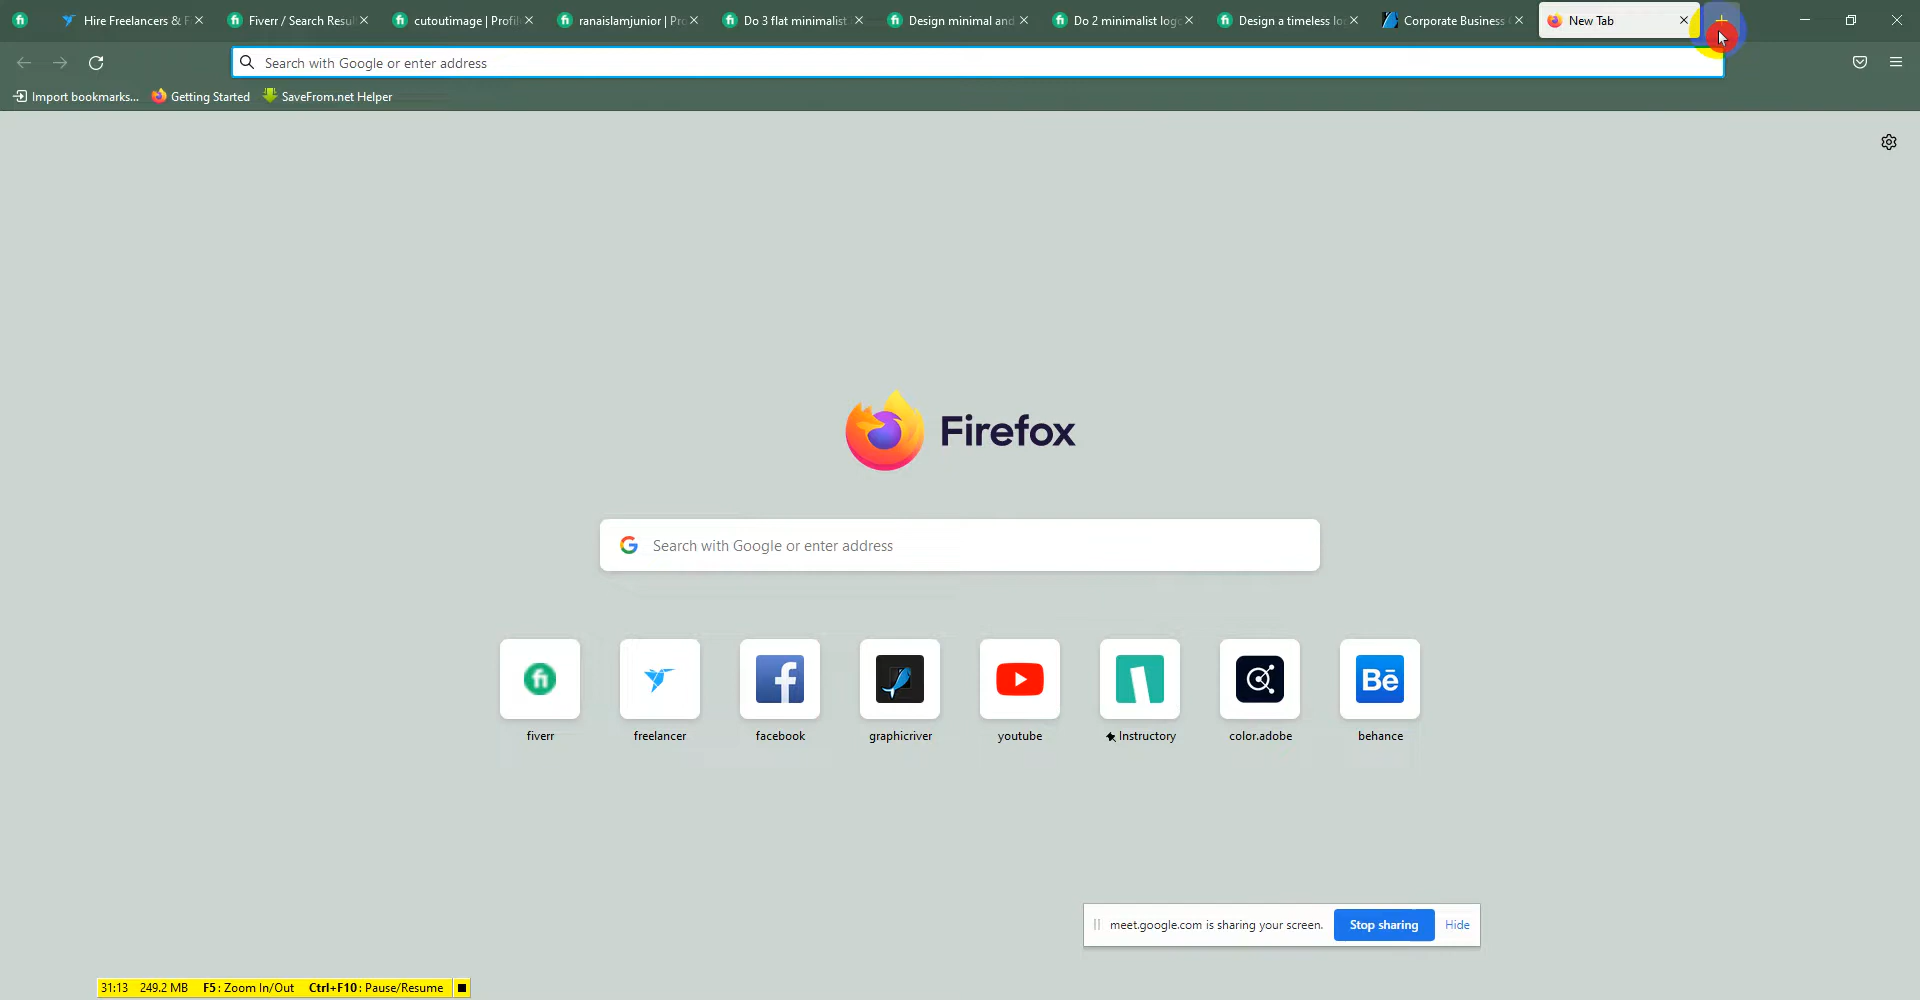 Hire Freelancers & F
Fiverr / Search Resul
cutoutimage | Profil
ranaislamjunior | Pro
Do 3 flat minimalist
Design minimal and
Do 2 minimalist logo
Design a timeless lo
Corporate Business
New Tab
Search with Google or enter address
Import bookmarks...
Getting Started
SaveFrom.net Helper
Firefox
Search with Google or enter address
fiverr
freelancer
facebook
graphicriver
youtube
Instructory
color.adobe
behance
meet.google.com is sharing your screen.
Stop sharing
Hide
31:13 249.2 MB F5: Zoom In/Out Ctrl+F10: Pause/Resume